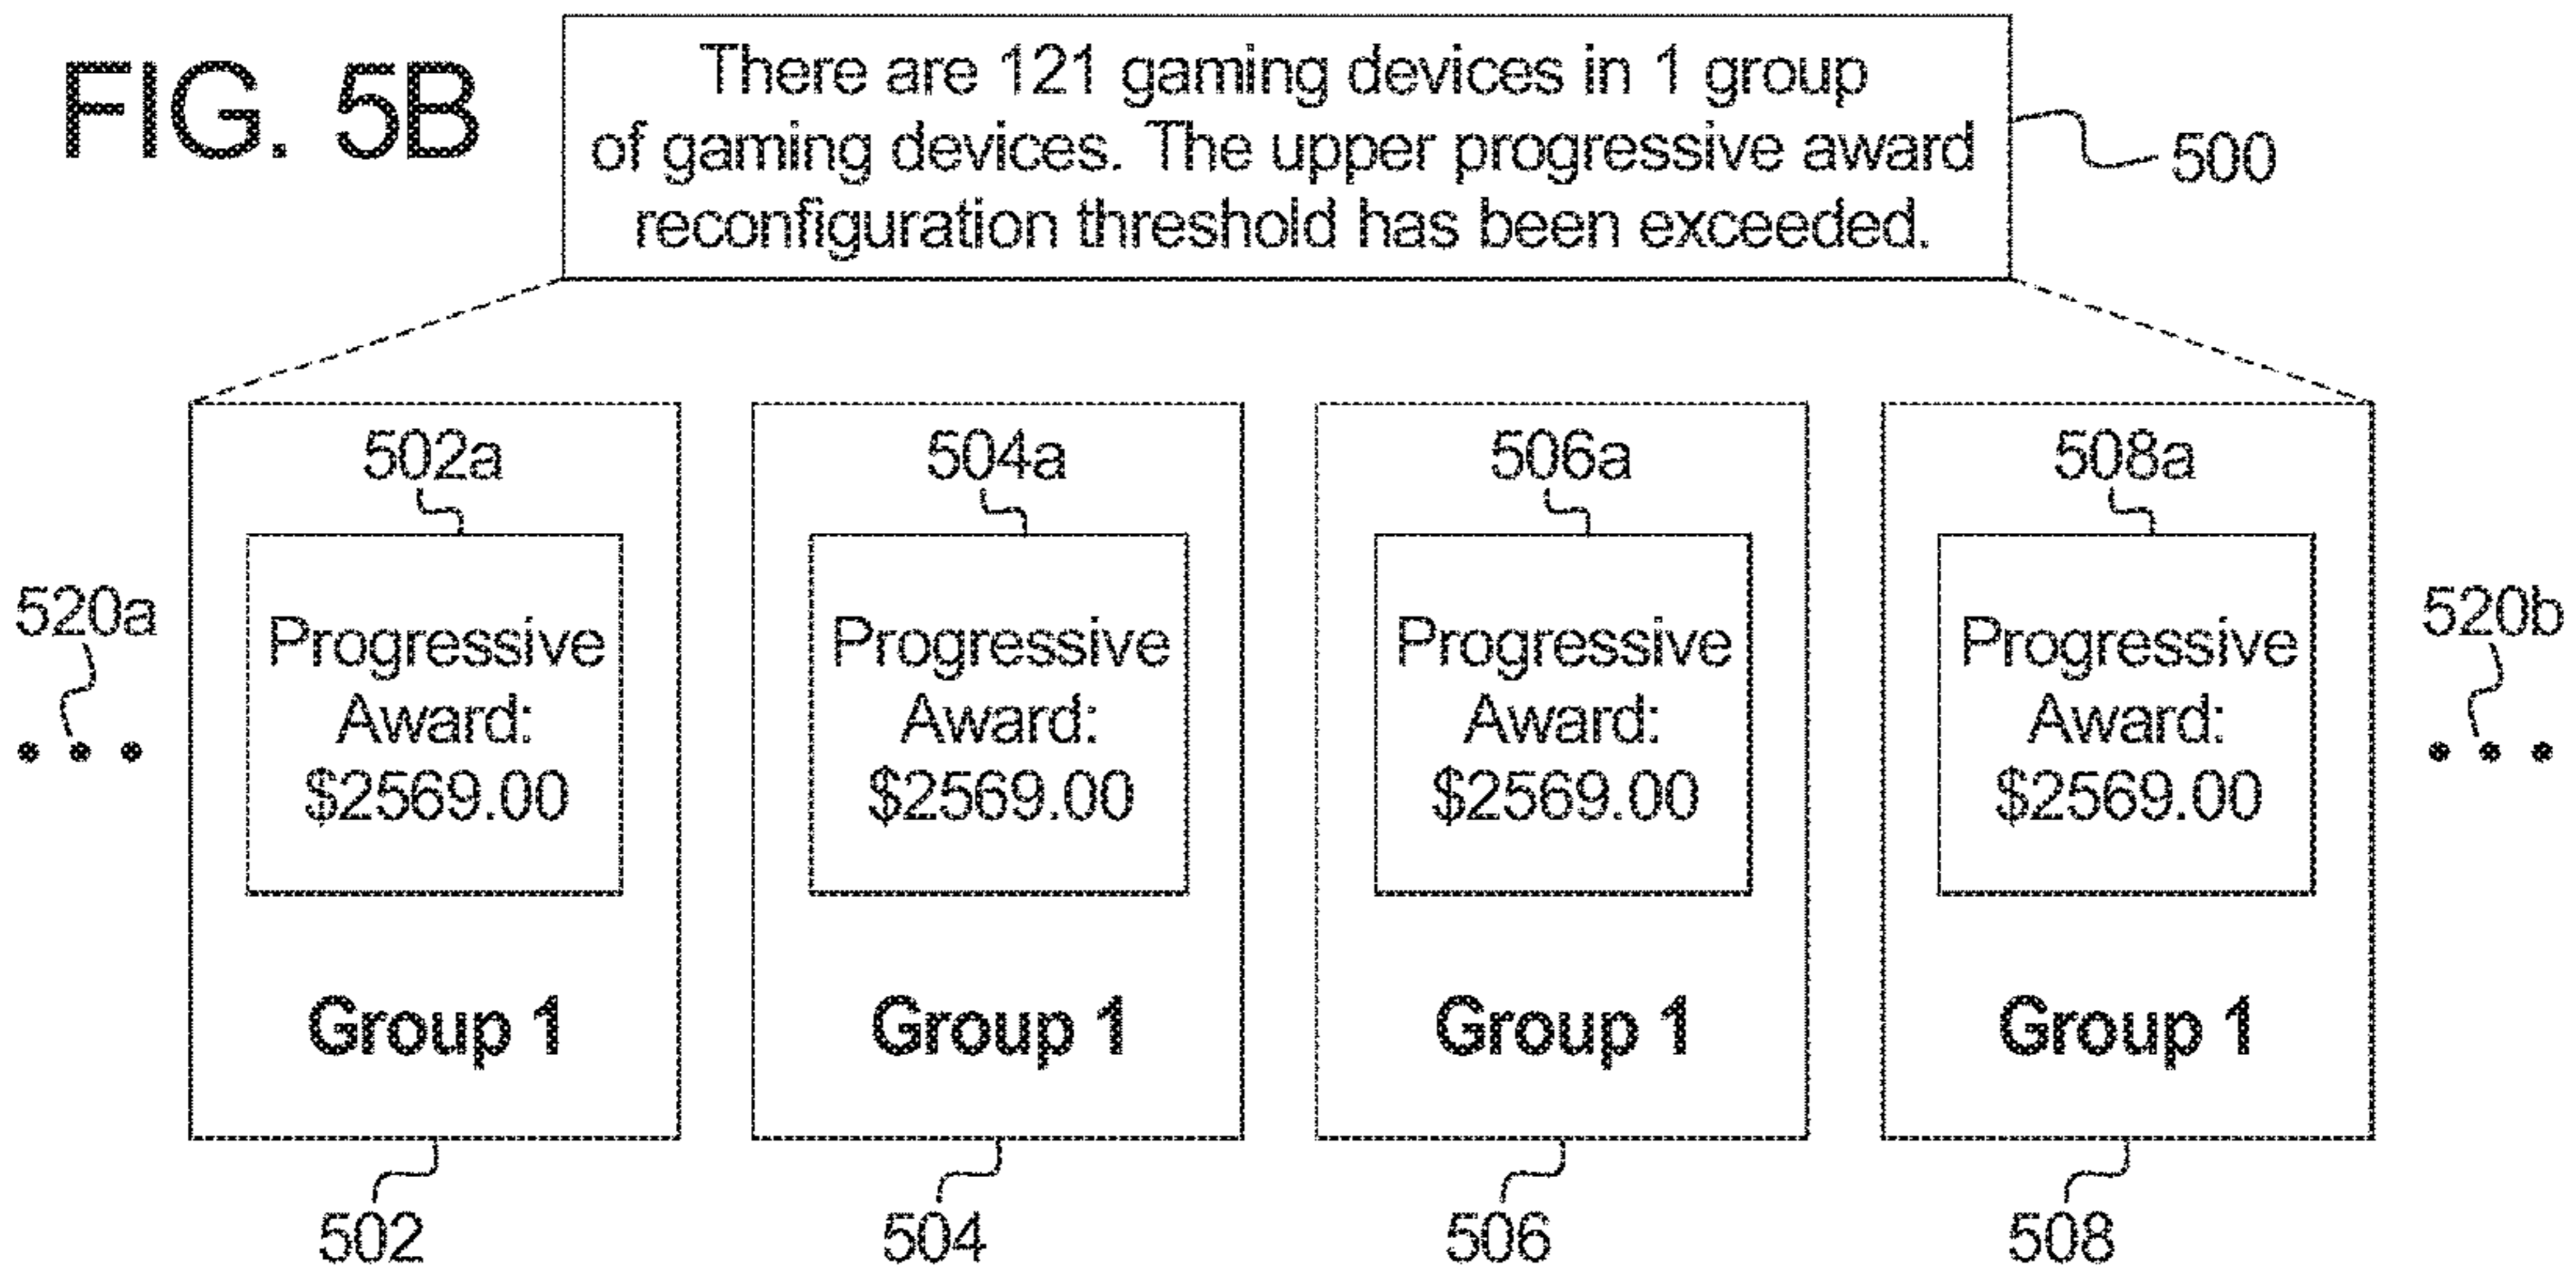 FIG. 5B
There are 121 gaming devices in 1 group
of gaming devices. The upper progressive award
reconfiguration threshold has been exceeded.
500
502a
504a
506a
508a
520a
520b
Progressive
Award:
$2569.00
Progressive
Award:
$2569.00
Progressive
Award:
$2569.00
Progressive
Award:
$2569.00
Group 1
Group 1
Group 1
Group 1
502
504
506
508